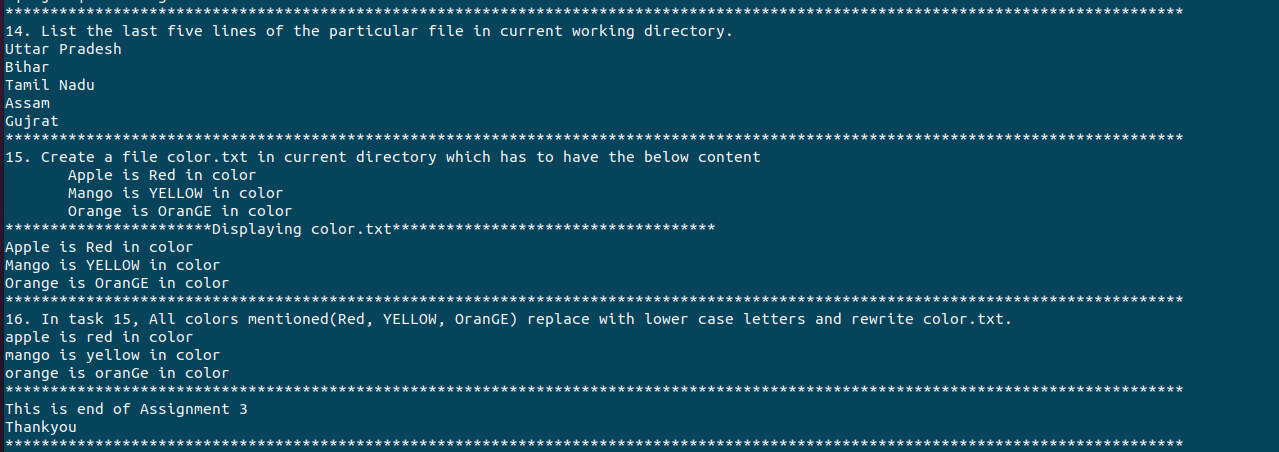 ***********************************************************************************************************************************
14. List the last five lines of the particular file in current working directory.
Uttar Pradesh
Bihar
Tamil Nadu
Assam
Gujrat
***********************************************************************************************************************************
15. Create a file color.txt in current directory which has to have the below content
Apple is Red in color
Mango is YELLOW in color
Orange is OranGE in color
***********************Displaying color.txt************************************
Apple is Red in color
Mango is YELLOW in color
Orange is OranGE in color
***********************************************************************************************************************************
16. In task 15, All colors mentioned(Red, YELLOW, OranGE) replace with lower case letters and rewrite color.txt.
apple is red in color
mango is yellow in color
orange is oranGe in color
***********************************************************************************************************************************
This is end of Assignment 3
Thankyou
***********************************************************************************************************************************